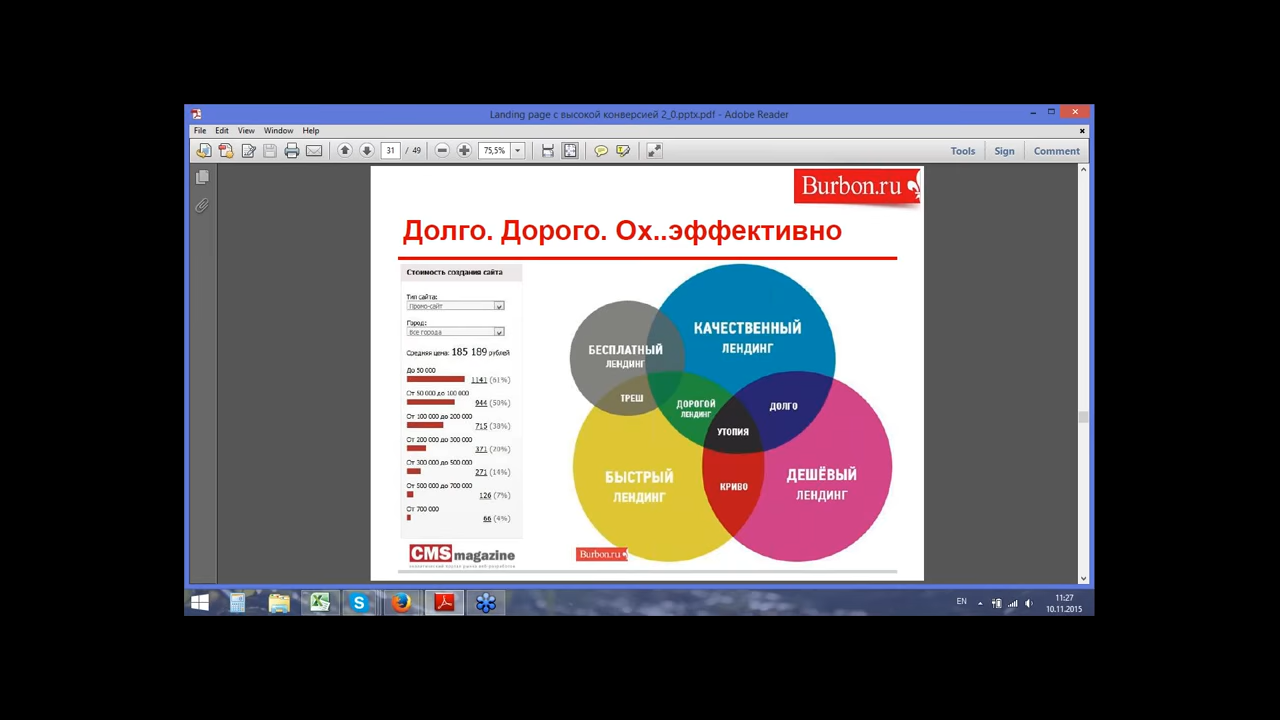 Landing page с высокой конверсией 2_0.pptx.pdf - Adobe Reader
File Edit View Window Help
31 / 49 75,5% Tools Sign Comment
Burbon.ru
Долго. Дорого. Ох..эффективно
Стоимость создания сайта
Тип сайта:
Промо-сайт
Город:
Все города
Средняя цена: 185 189 рублей
До 50 000
1141 (61%)
От 50 000 до 100 000
944 (50%)
От 100 000 до 200 000
715 (38%)
От 200 000 до 300 000
371 (20%)
От 300 000 до 500 000
271 (14%)
От 500 000 до 700 000
126 (7%)
От 700 000
66 (4%)
CMSmagazine
КАЧЕСТВЕННЫЙ
ЛЕНДИНГ
БЕСПЛАТНЫЙ
ЛЕНДИНГ
ТРЕШ
ДОРОГОЙ
ЛЕНДИНГ
ДОЛГО
УТОПИЯ
БЫСТРЫЙ
ЛЕНДИНГ
КРИВО
ДЕШЁВЫЙ
ЛЕНДИНГ
Burbon.ru
EN
11:27
10.11.2015